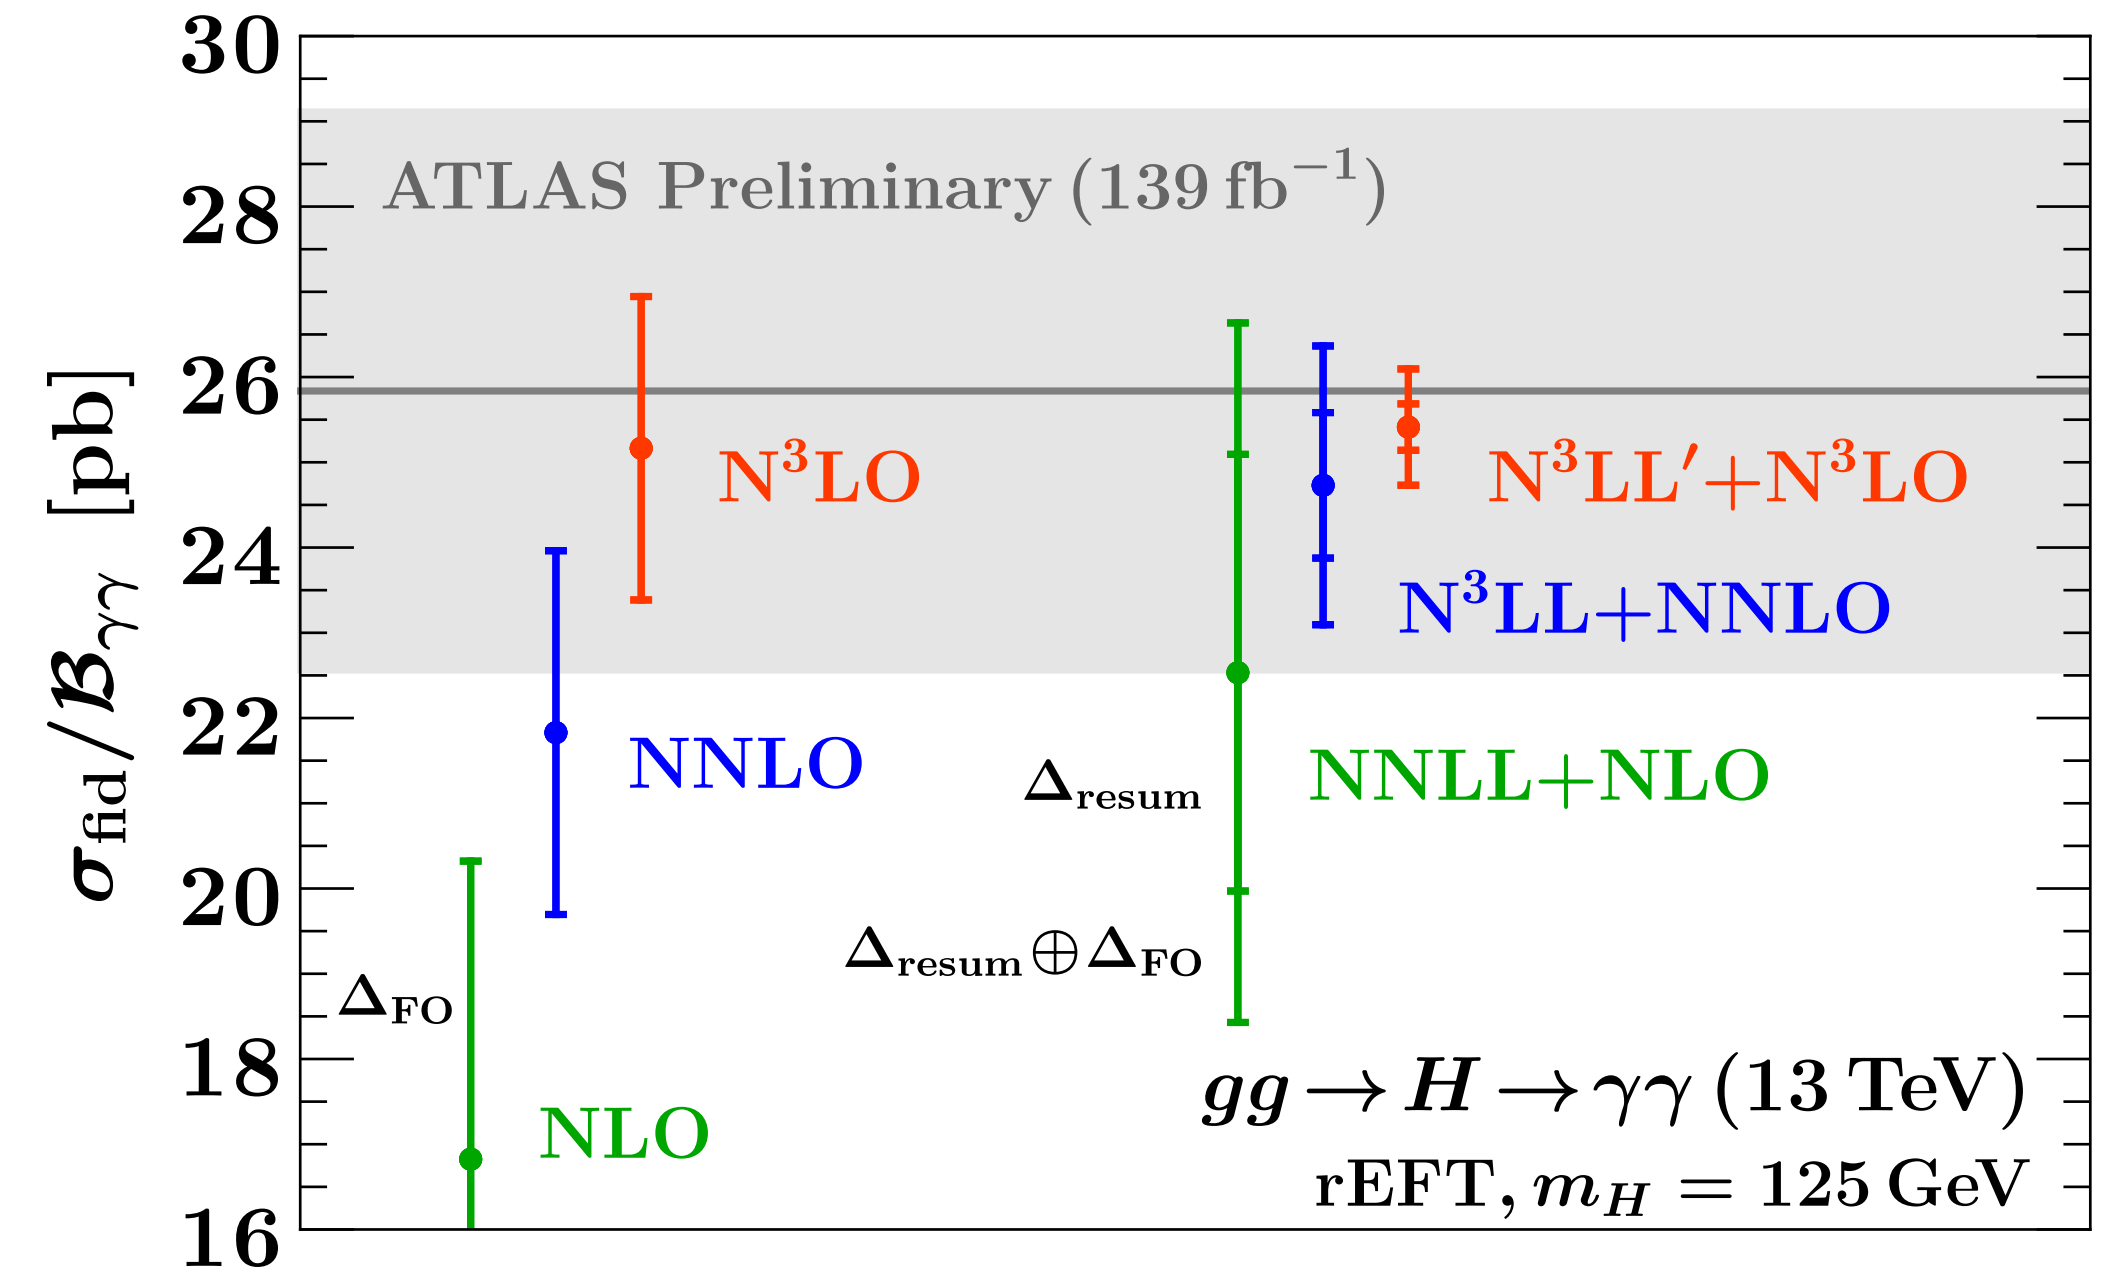 σfid/ℬγγ [pb]
30
28
26
24
22
20
18
16
ATLAS Preliminary (139 fb⁻¹)
N³LO
N³LL′+N³LO
N³LL+NNLO
NNLO
NNLL+NLO
Δresum
Δresum⊕ΔFO
ΔFO
NLO
gg→H→γγ (13 TeV)
rEFT, mH = 125 GeV